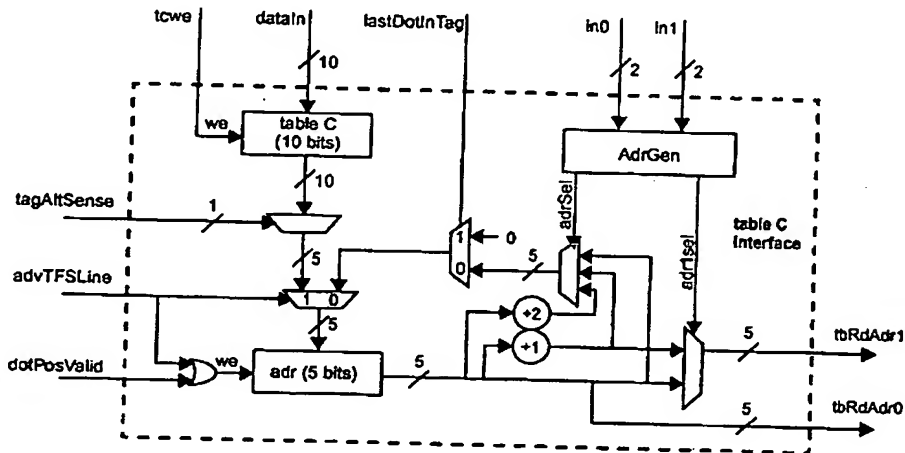 tcwe
dataIn
lastDotInTag
In0
In1
10
2
2
we
table C
(10 bits)
AdrGen
10
tagAltSense
1
adrSel
adr1sel
table C
Interface
1
0
0
5
5
advTFSLine
1 0
5
+2
+1
5
tbRdAdr1
dotPosValid
we
adr (5 bits)
5
5
tbRdAdr0